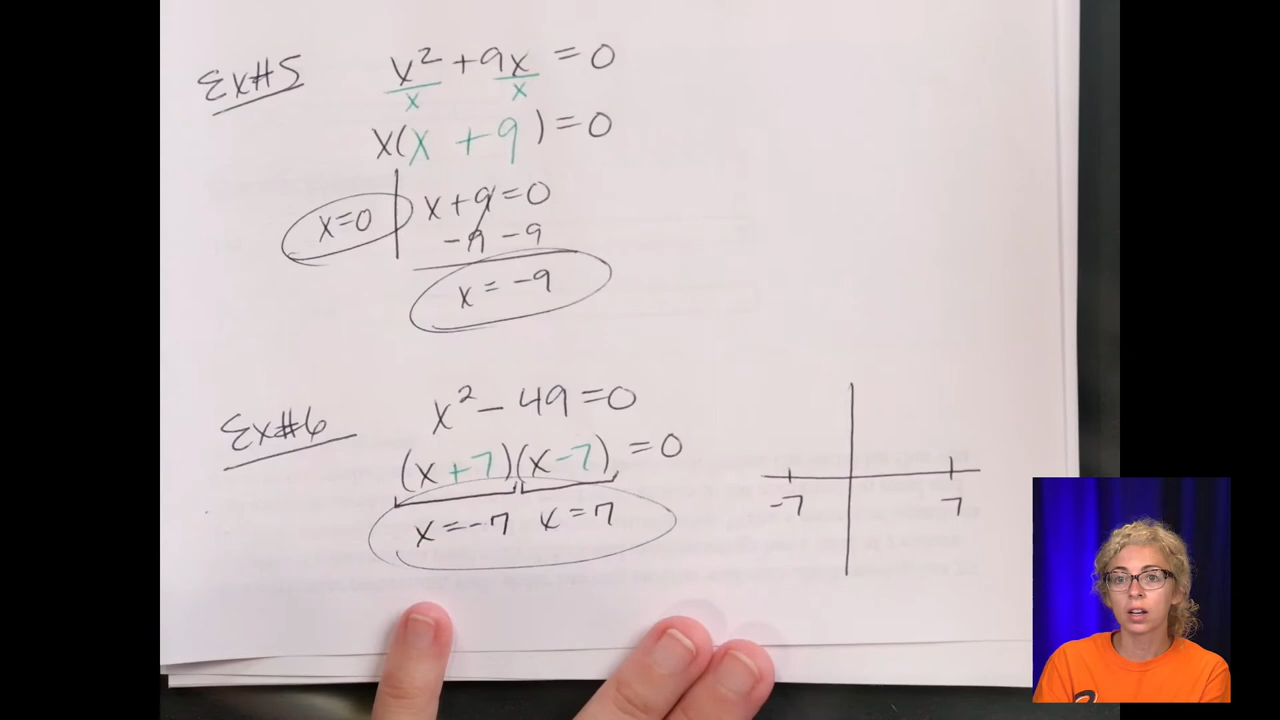 Ex#5
x² + 9x = 0
x x
x(x + 9) = 0
x=0 x + 9 = 0
-9 -9
x = -9
Ex#6
x² - 49 = 0
(x + 7)(x - 7) = 0
x = -7 x = 7
-7 7